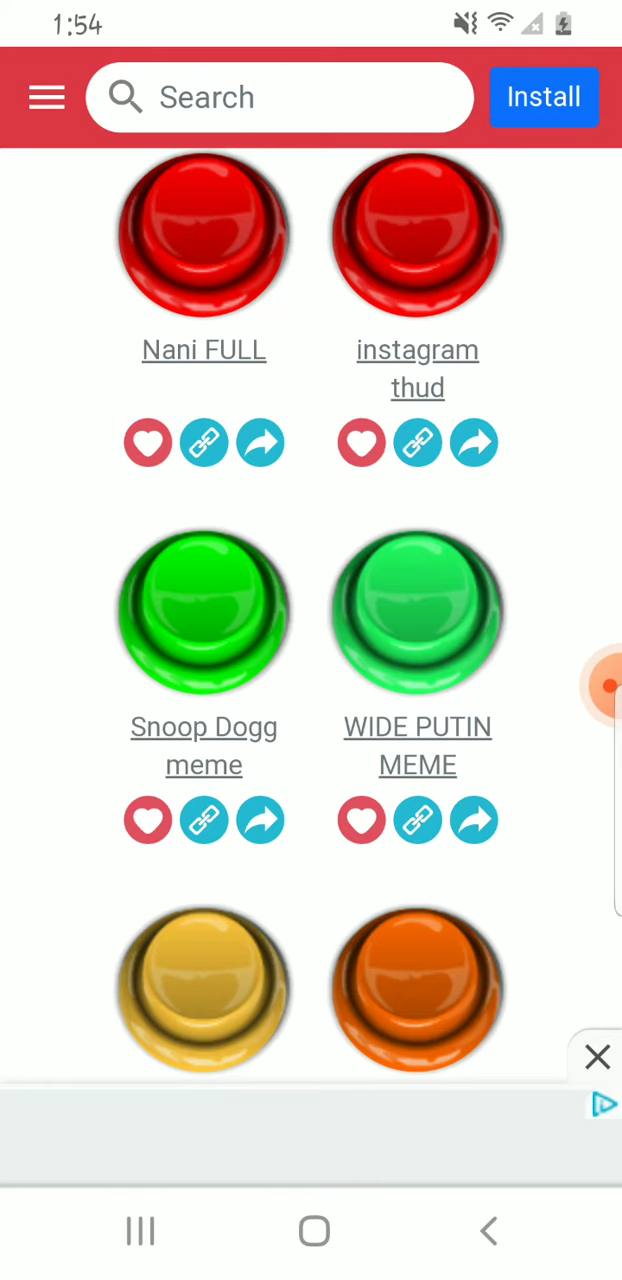 1:54
Search
Install
Nani FULL
instagram
thud
Snoop Dogg
meme
WIDE PUTIN
MEME